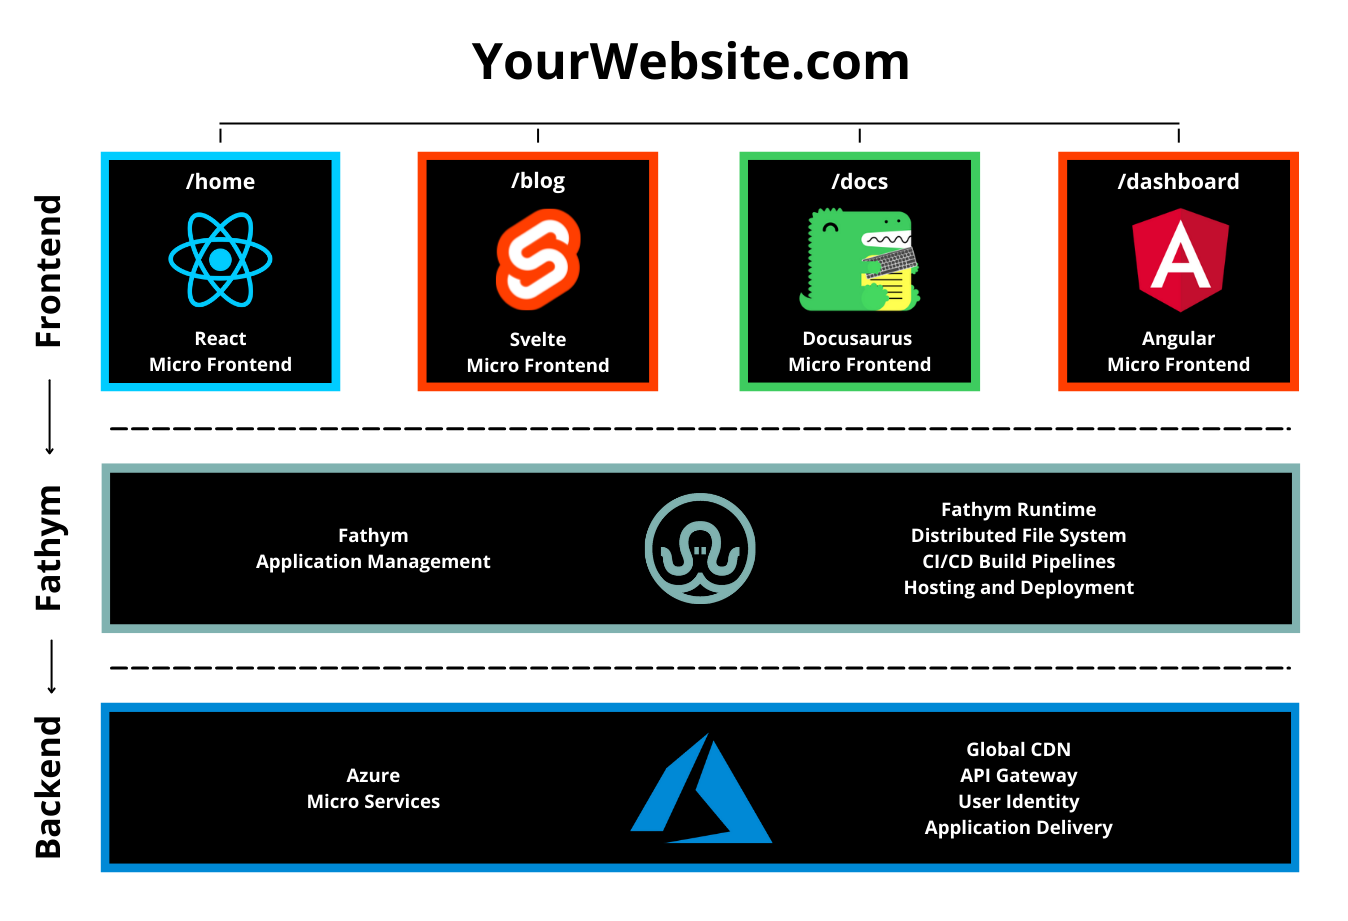 YourWebsite.com
Frontend
/home
React
Micro Frontend
/blog
Svelte
Micro Frontend
/docs
Docusaurus
Micro Frontend
/dashboard
Angular
Micro Frontend
Fathym
Fathym
Application Management
Fathym Runtime
Distributed File System
CI/CD Build Pipelines
Hosting and Deployment
Backend
Azure
Micro Services
Global CDN
API Gateway
User Identity
Application Delivery